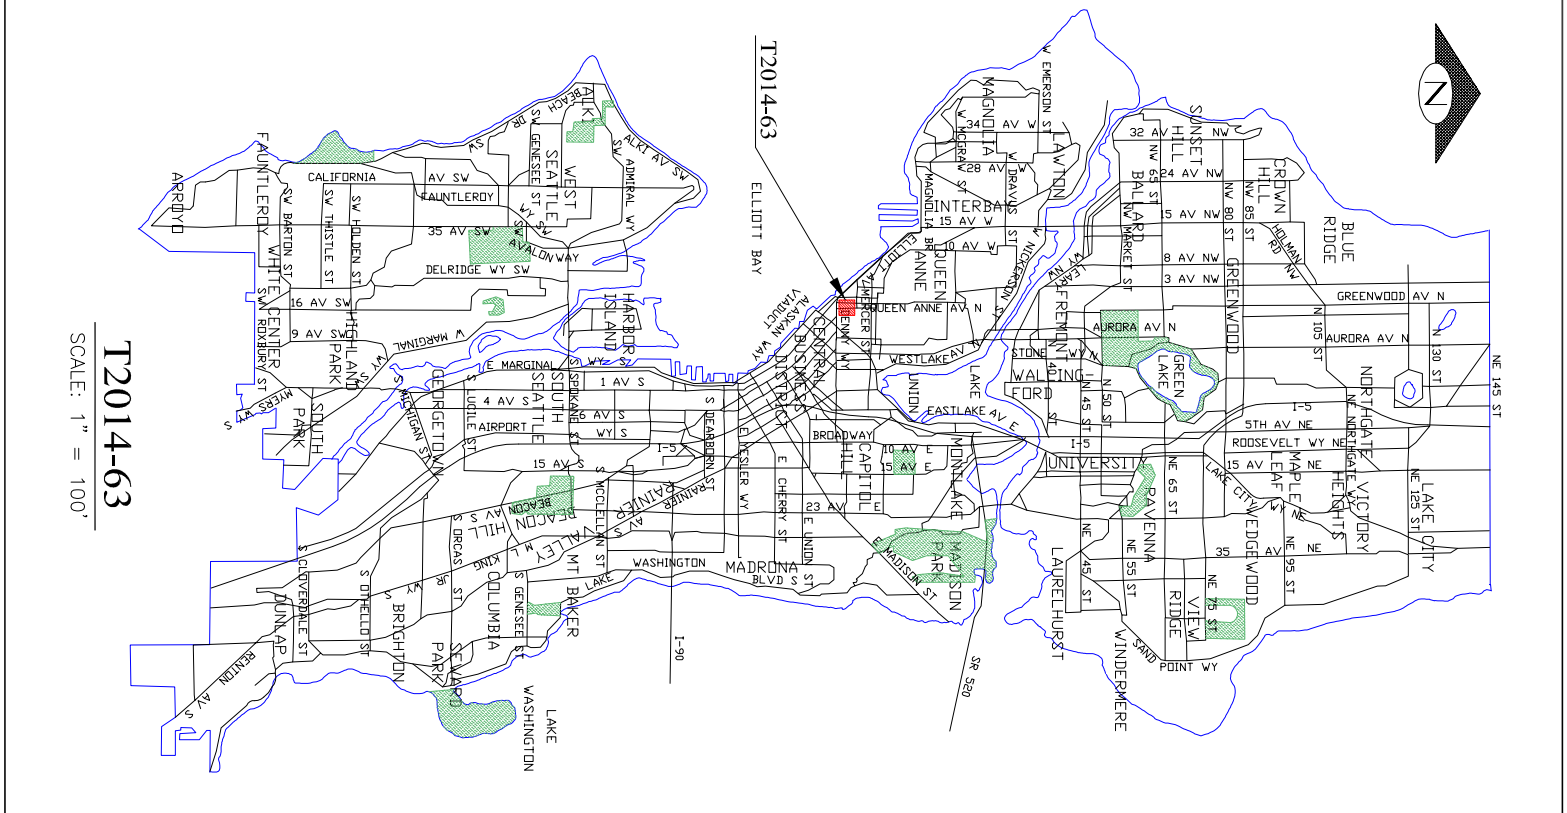 T2014-63
N
T2014-63
SCALE: 1" = 100'
ELLIOTT BAY
W EMERSON ST
MAGNOLIA
34 AV W
W MCGRAW ST
28 AV W
W DRAVUS ST
LAWTON
MAGNOLIA BR
INTERBAY
15 AV W
10 AV W
W NICKERSON ST
QUEEN
ANNE
QUEEN ANNE AV N
MERCER ST
DENNY WY
ELLIOTT AV
SUNSET
HILL
32 AV NW
NW 65 ST
24 AV NW
BALLARD
15 AV NW
NW MARKET ST
NW 80 ST
NW 85 ST
CROWN
HILL
HOLMAN
RD NW
BLUE
RIDGE
8 AV NW
3 AV NW
LEARY WY NW
FREMONT
GREENWOOD
GREENWOOD AV N
N 105 ST
AURORA AV N
AURORA AV N
N 130 ST
NE 145 ST
GREEN
LAKE
STONE WY N
WALLING-
FORD
N 40 ST
N 45 ST
N 50 ST
WESTLAKE AV N
LAKE
UNION
EASTLAKE AV E
I-5
I-5
5TH AV NE
ROOSEVELT WY NE
NE NORTHGATE WY
NORTHGATE
15 AV NE
MAPLE
LEAF
VICTORY
HEIGHTS
LAKE CITY
NE 125 ST
LAKE CITY WY NE
UNIVERSITY
RAVENNA
NE 65 ST
NE 55 ST
NE 45 ST
NE 75 ST
NE 95 ST
35 AV NE
WEDGEWOOD
VIEW
RIDGE
SAND POINT WY
LAURELHURST
WINDERMERE
SR 520
MONTLAKE
MADISON
PARK
E MADISON ST
BROADWAY
10 AV E
15 AV E
CAPITOL
HILL
23 AV E
E CHERRY ST
E UNION ST
E YESLER WY
MADRONA
BLVD S
LAKE WASHINGTON
CENTRAL
BUSINESS
DISTRICT
ALASKAN WAY
VIADUCT
S DEARBORN ST
I-5
I-90
ALKI
BEACH DR SW
SW GENESEE ST
ALKI AV SW
SW ADMIRAL WY
WEST
SEATTLE
CALIFORNIA AV SW
FAUNTLEROY WY SW
35 AV SW
SW AVALON WAY
DELRIDGE WY SW
FAUNTLEROY
ARROYO
SW BARTON ST
SW THISTLE ST
SW HOLDEN ST
WHITE CENTER
16 AV SW
9 AV SW
SW ROXBURY ST
HIGHLAND
PARK
MYERS WY S
W MARGINAL WY S
HARBOR
ISLAND
E MARGINAL WY S
1 AV S
4 AV S
6 AV S
AIRPORT WY S
SOUTH
SEATTLE
S SPOKANE ST
S LUCILE ST
GEORGETOWN
S MICHIGAN ST
SOUTH
PARK
15 AV S
S MCCLELLAN ST
BEACON AV S
BEACON HILL
RAINIER
VALLEY
RAINIER AV S
M L KING JR WY S
S ORCAS ST
COLUMBIA
S GENESEE ST
MT
BAKER
S CLOVERDALE ST
DUNLAP
S OTHELLO ST
BRIGHTON
SEWARD
PARK
RENTON AV S
LAKE
WASHINGTON